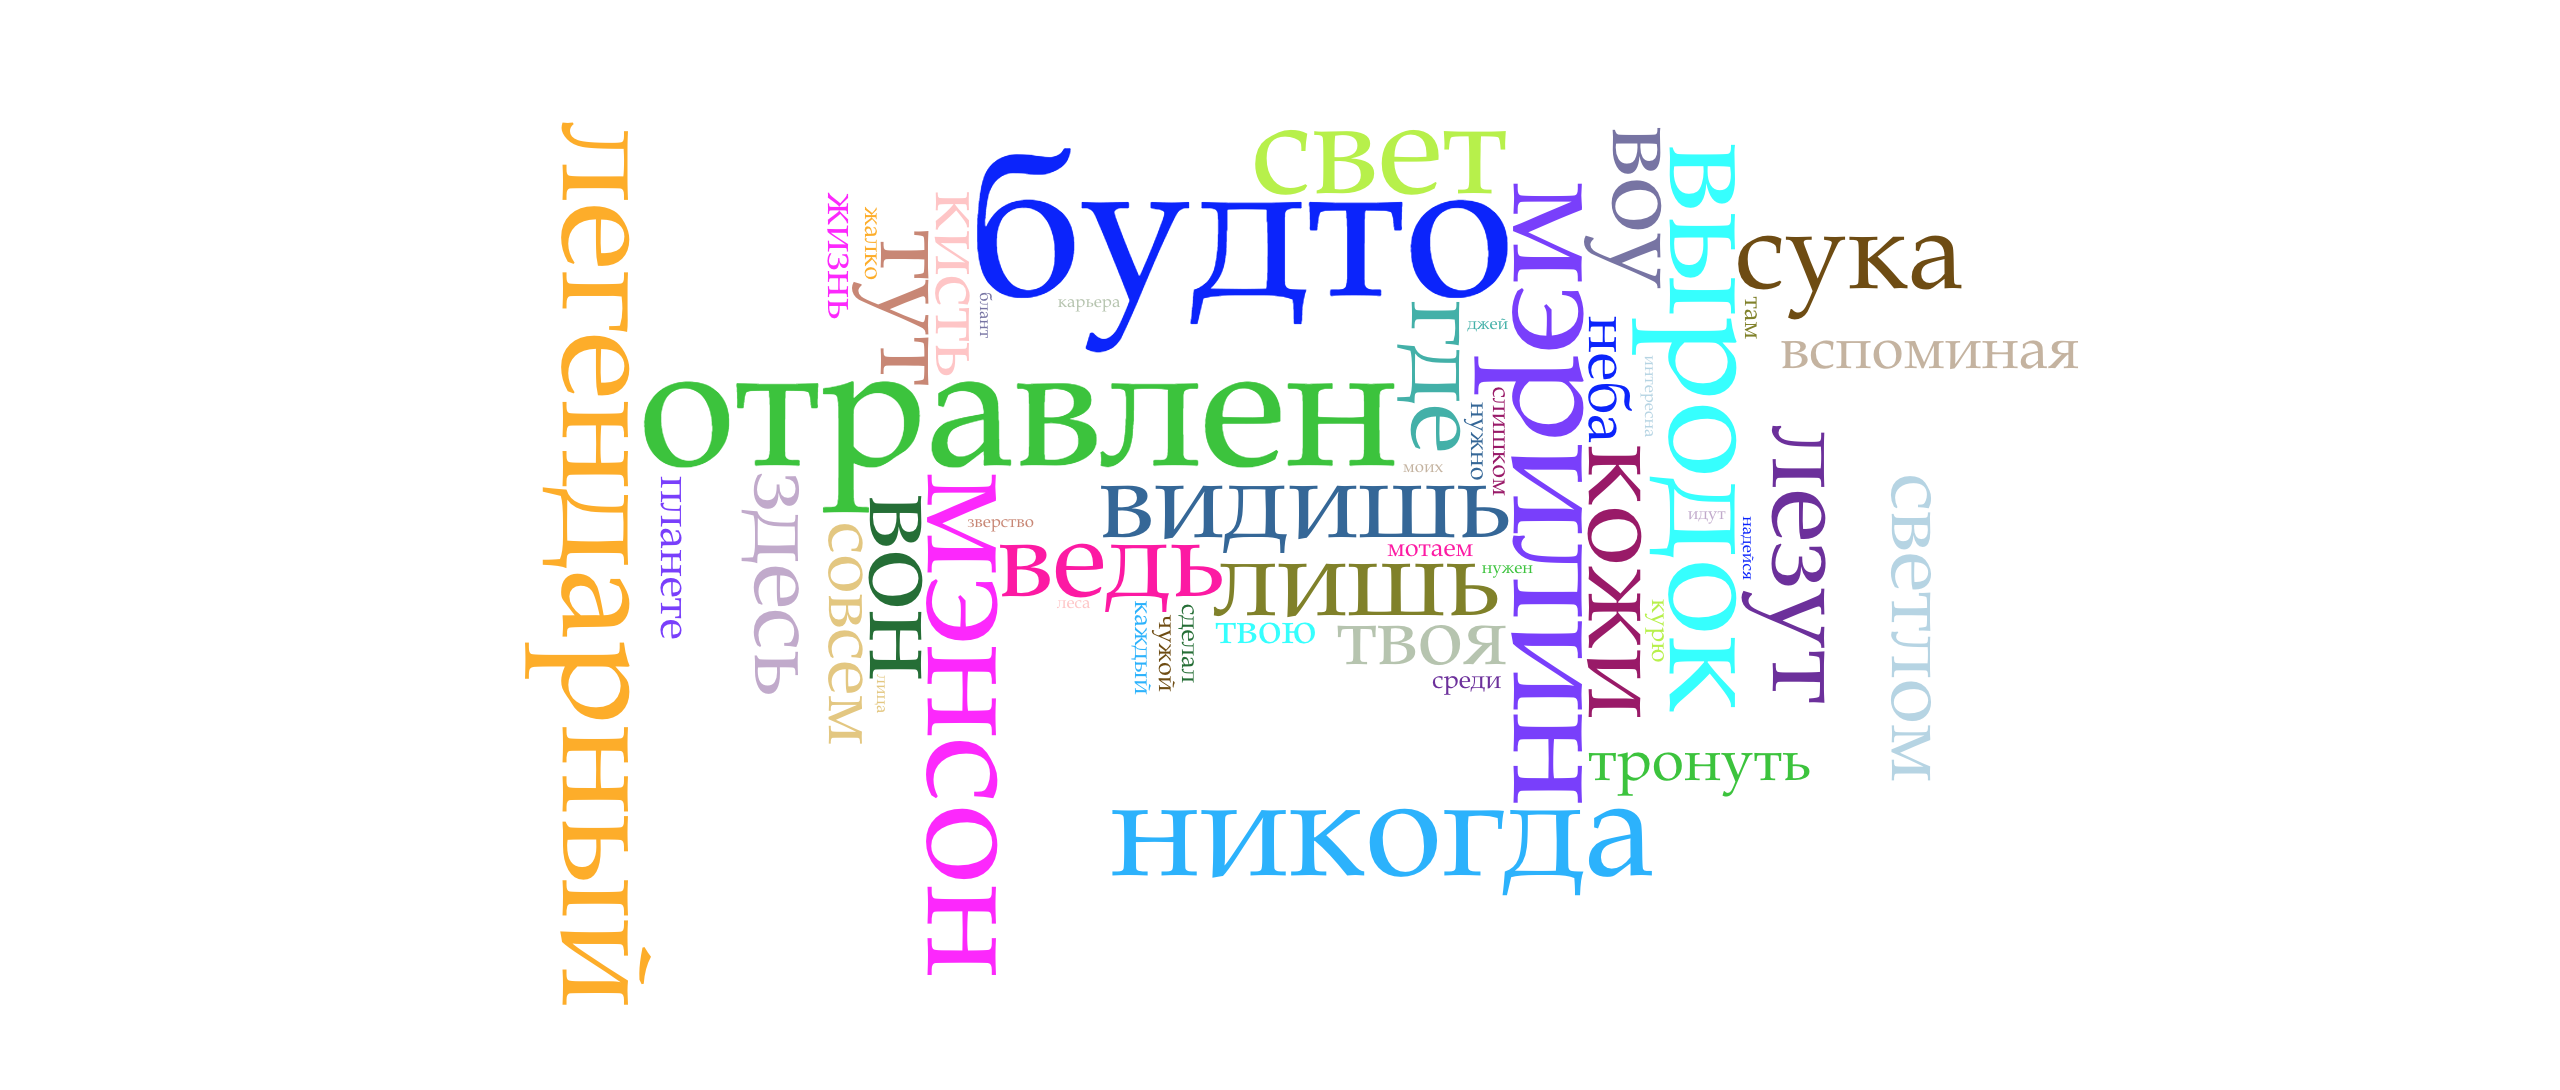 легендарный
планете
здесь
жизнь
жалко
тут
кисть
блант
карьера
будто
свет
джей
где
отравлен
моих
нужно
слишком
мэрилин
воу
выродок
сука
там
вспоминая
неба
интересна
кожи
идут
надейся
лезут
светлом
курю
тронуть
совсем
лица
вон
мэнсон
зверство
ведь
леса
видишь
мотаем
лишь
нужен
каждый
чужой
сделал
твою
твоя
среди
никогда